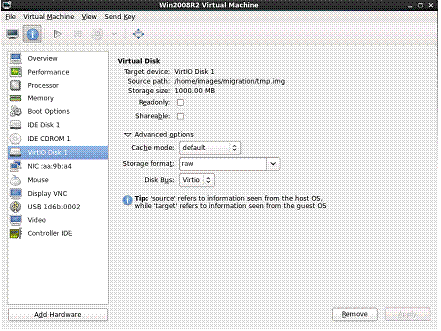 Win2008R2 Virtual Machine
File Virtual Machine View Send Key
Overview
Performance
Processor
Memory
Boot Options
IDE Disk 1
IDE CDROM 1
VirtIO Disk 1
NIC :aa:9b:a4
Mouse
Display VNC
USB 1d6b:0002
Video
Controller IDE
Add Hardware
Virtual Disk
Target device: VirtIO Disk 1
Source path: /home/images/migration/tmp.img
Storage size: 1000.00 MB
Readonly:
Shareable:
Advanced options
Cache mode: default
Storage format: raw
Disk Bus: Virtio
Tip: 'source' refers to information seen from the host OS,
while 'target' refers to information seen from the guest OS
Remove
Apply